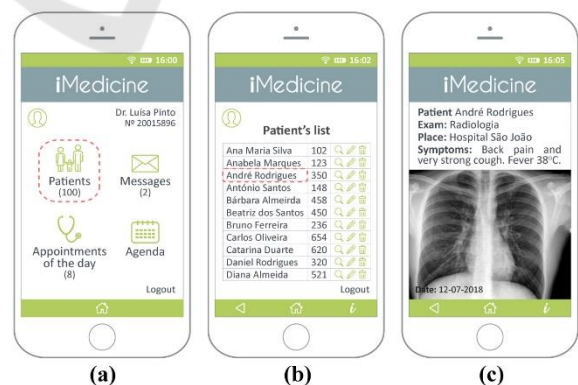 16:00
iMedicine
Dr. Luísa Pinto
Nº 20015896
Patients
(100)
Messages
(2)
Appointments
of the day
(8)
Agenda
Logout
(a)
16:02
iMedicine
Patient's list
Ana Maria Silva 102
Anabela Marques 123
André Rodrigues 350
António Santos 148
Bárbara Almeirda 458
Beatriz dos Santos 450
Bruno Ferreira 236
Carlos Oliveira 654
Catarina Duarte 620
Daniel Rodrigues 320
Diana Almeida 521
Logout
i
(b)
16:05
iMedicine
Patient André Rodrigues
Exam: Radiologia
Place: Hospital São João
Symptoms: Back pain and
very strong cough. Fever 38ºC.
Date: 12-07-2018
i
(c)